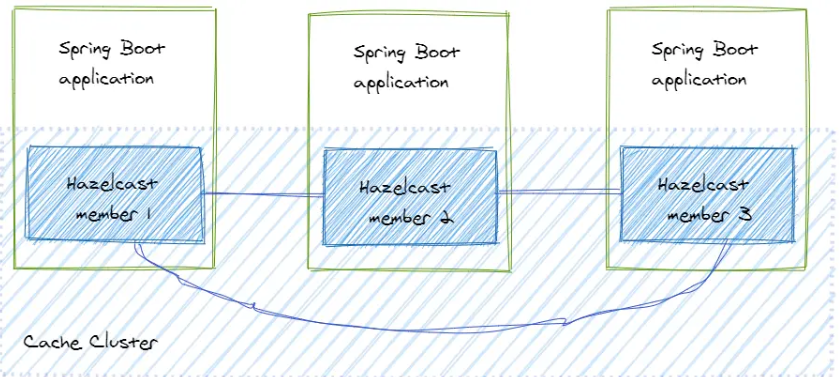 Spring Boot
application
Spring Boot
application
Spring Boot
application
Hazelcast
member 1
Hazelcast
member 2
Hazelcast
member 3
Cache Cluster